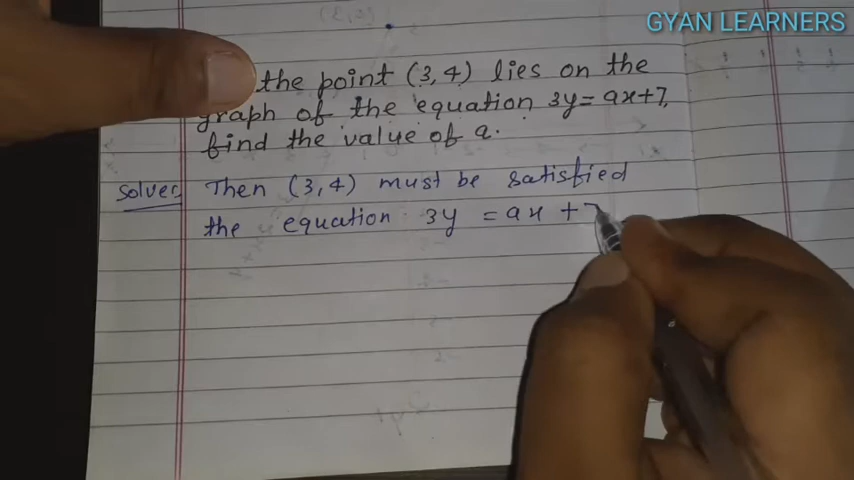 GYAN LEARNERS
the point (3,4) lies on the
graph of the equation 3y = ax+7,
find the value of a.
Solve: Then (3,4) must be satisfied
the equation 3y = ax +7